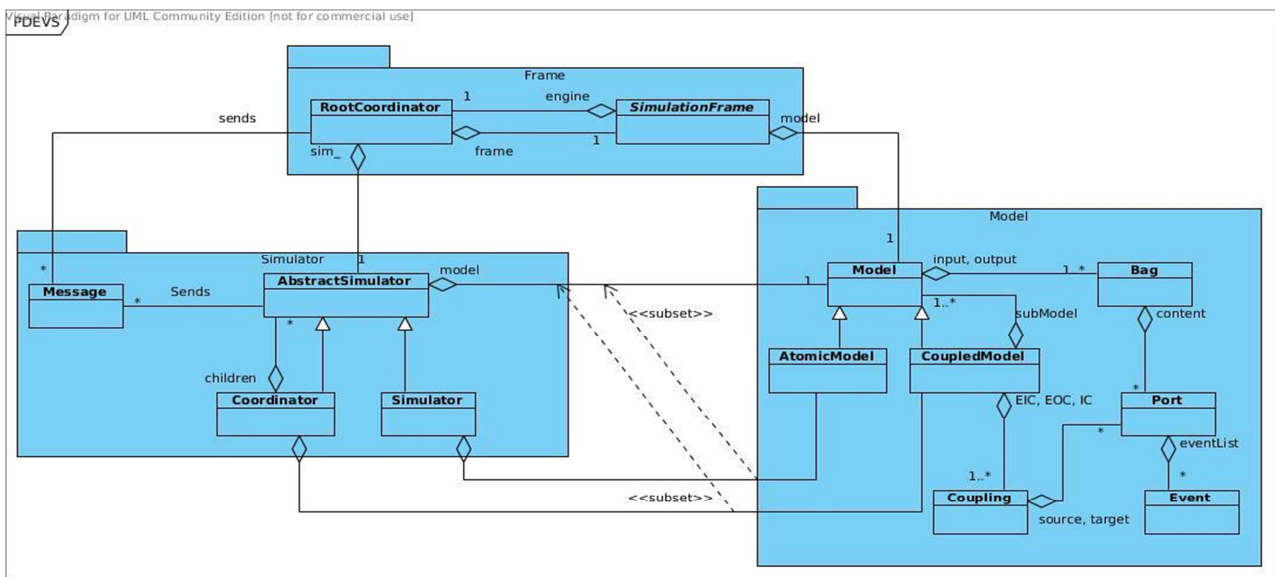 Visual Paradigm for UML Community Edition [not for commercial use]
PDEVS
Frame
RootCoordinator
1
engine
SimulationFrame
sends
model
sim_
frame
1
Model
Simulator
1
1
*
AbstractSimulator
model
Model
input, output
1..*
Bag
Message
*
Sends
1
1..*
*
<<subset>>
subModel
content
AtomicModel
CoupledModel
children
*
Coordinator
Simulator
EIC, EOC, IC
Port
*
eventList
1..*
*
<<subset>>
Coupling
Event
source, target